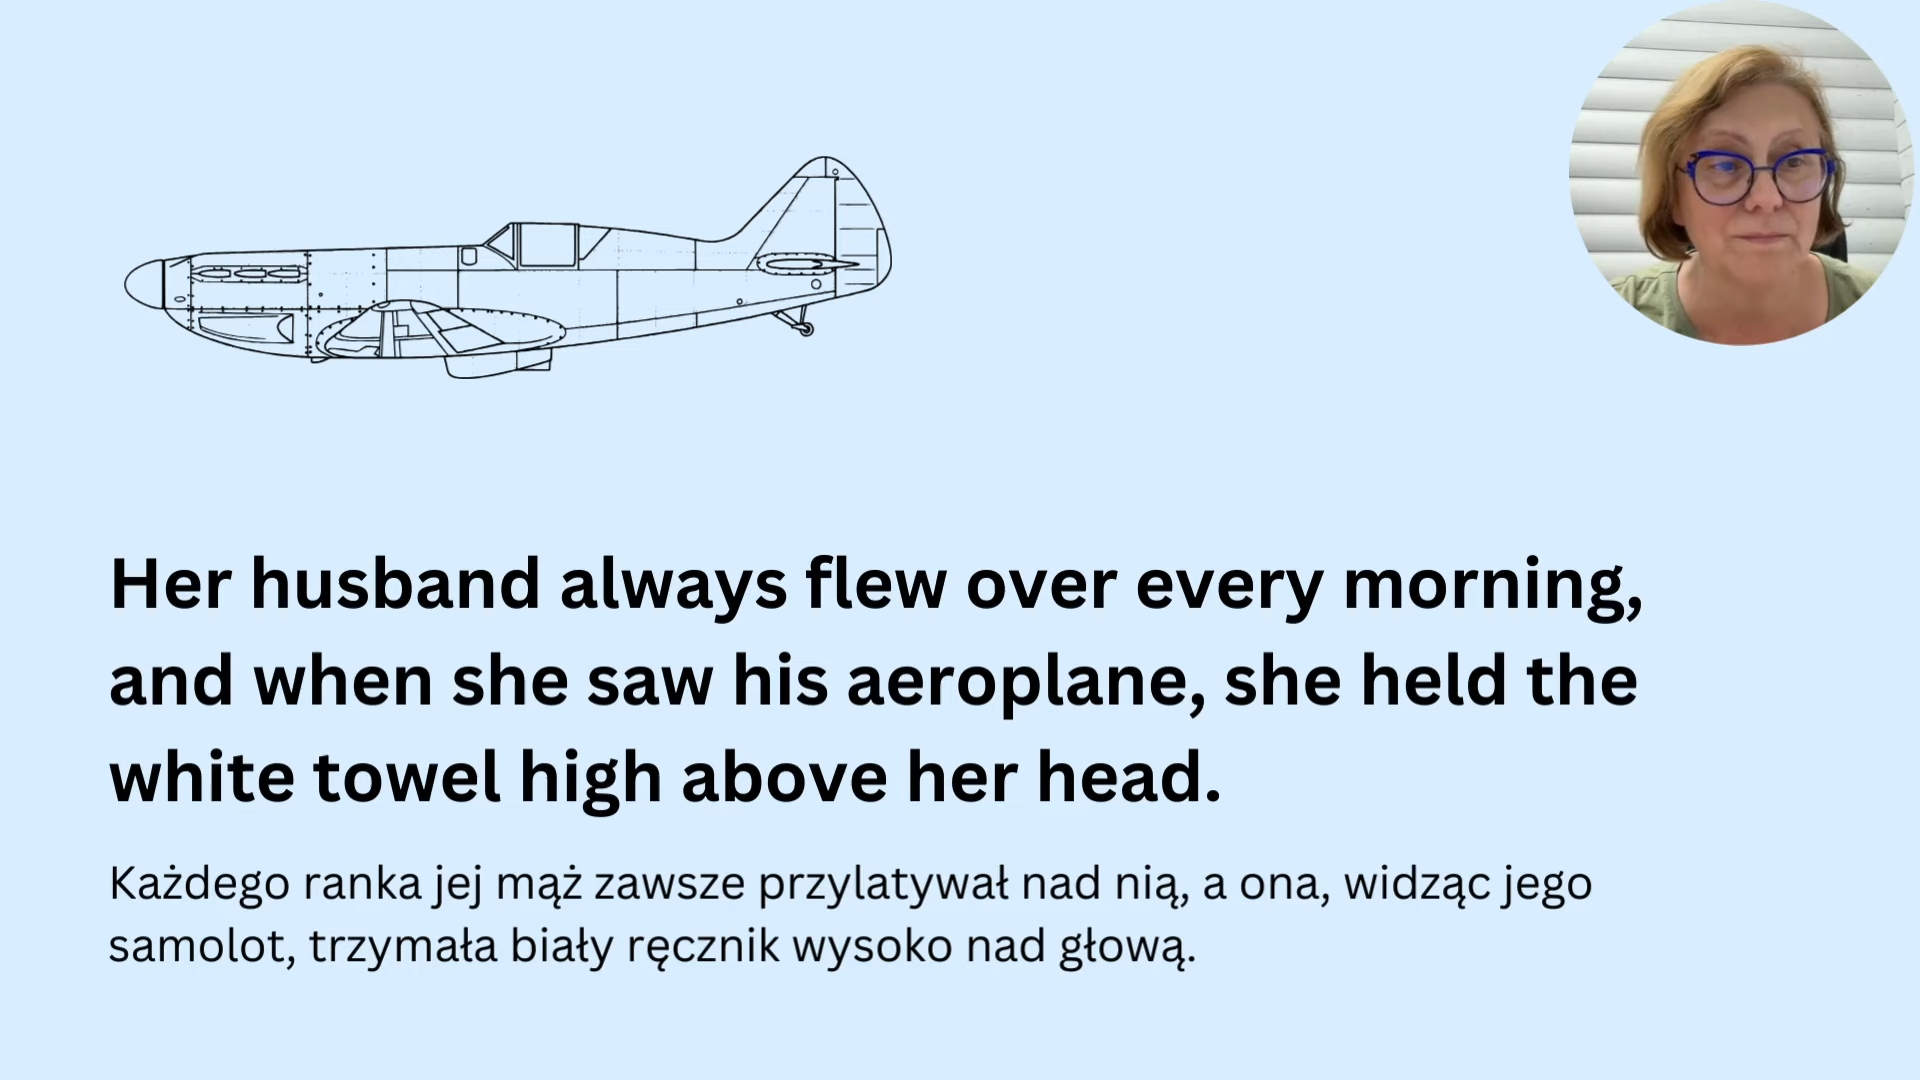 Her husband always flew over every morning,
and when she saw his aeroplane, she held the
white towel high above her head.
Każdego ranka jej mąż zawsze przylatywał nad nią, a ona, widząc jego
samolot, trzymała biały ręcznik wysoko nad głową.